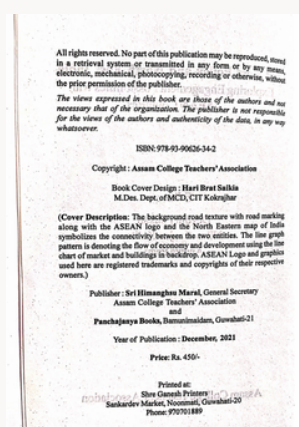 All rights reserved. No part of this publication may be reproduced, stored
in a retrieval system or transmitted in any form or by any means,
electronic, mechanical, photocopying, recording or otherwise, without
the prior permission of the publisher.
The views expressed in this book are those of the authors and not
necessary that of the organisation. The publisher is not responsible
for the views of the authors and authenticity of the data, in any way
whatsoever.
ISBN: 978-93-90626-34-2
Copyright : Assam College Teachers' Association
Book Cover Design : Hari Brat Saikia
M.Des. Dept. of MCD, CIT Kokrajhar
(Cover Description: The background road texture with road marking
along with the ASEAN logo and the North Eastern map of India
symbolizes the connectivity between the two entities. The line graph
pattern is denoting the flow of economy and development using the line
chart of market and buildings in backdrop. ASEAN Logo and graphics
used here are registered trademarks and copyrights of their respective
owners.)
Publisher : Sri Himangshu Maral, General Secretary
Assam College Teachers' Association
and
Panchajanya Books, Bamunimaidam, Guwahati-21
Year of Publication : December, 2021
Price: Rs. 450/-
Printed at:
Shree Ganesh Printers
Sankardev Market, Noonmati, Guwahati-20
Phone: 970701889